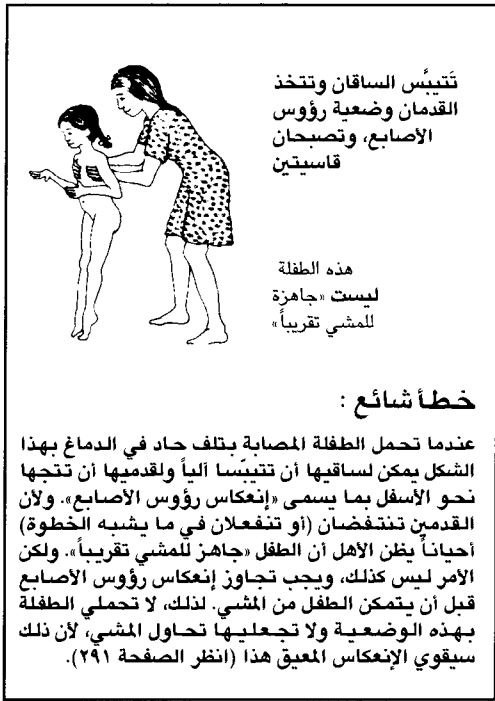 تَتيبَّس الساقان وتتخذ
القدمان وضعية رؤوس
الأصابع، وتصبحان
قاسيتين
هذه الطفلة
ليست «جاهزة
للمشي تقريباً»
خطأ شائع :
عندما تحمل الطفلة المصابة بتلف حاد في الدماغ بهذا
الشكل يمكن لساقيها أن تتيبّسا آلياً ولقدميها أن تتجها
نحو الأسفل بما يسمى «إنعكاس رؤوس الأصابع». ولأن
القدمين تنتفضان (أو تنفعلان في ما يشبه الخطوة)
أحياناً يظن الأهل أن الطفل «جاهز للمشي تقريباً». ولكن
الأمر ليس كذلك، ويجب تجاوز إنعكاس رؤوس الأصابع
قبل أن يتمكن الطفل من المشي. لذلك، لا تحملي الطفلة
بهذه الوضعية ولا تجعليها تحاول المشي، لأن ذلك
سيقوي الإنعكاس المعيق هذا (انظر الصفحة ٢٩١).